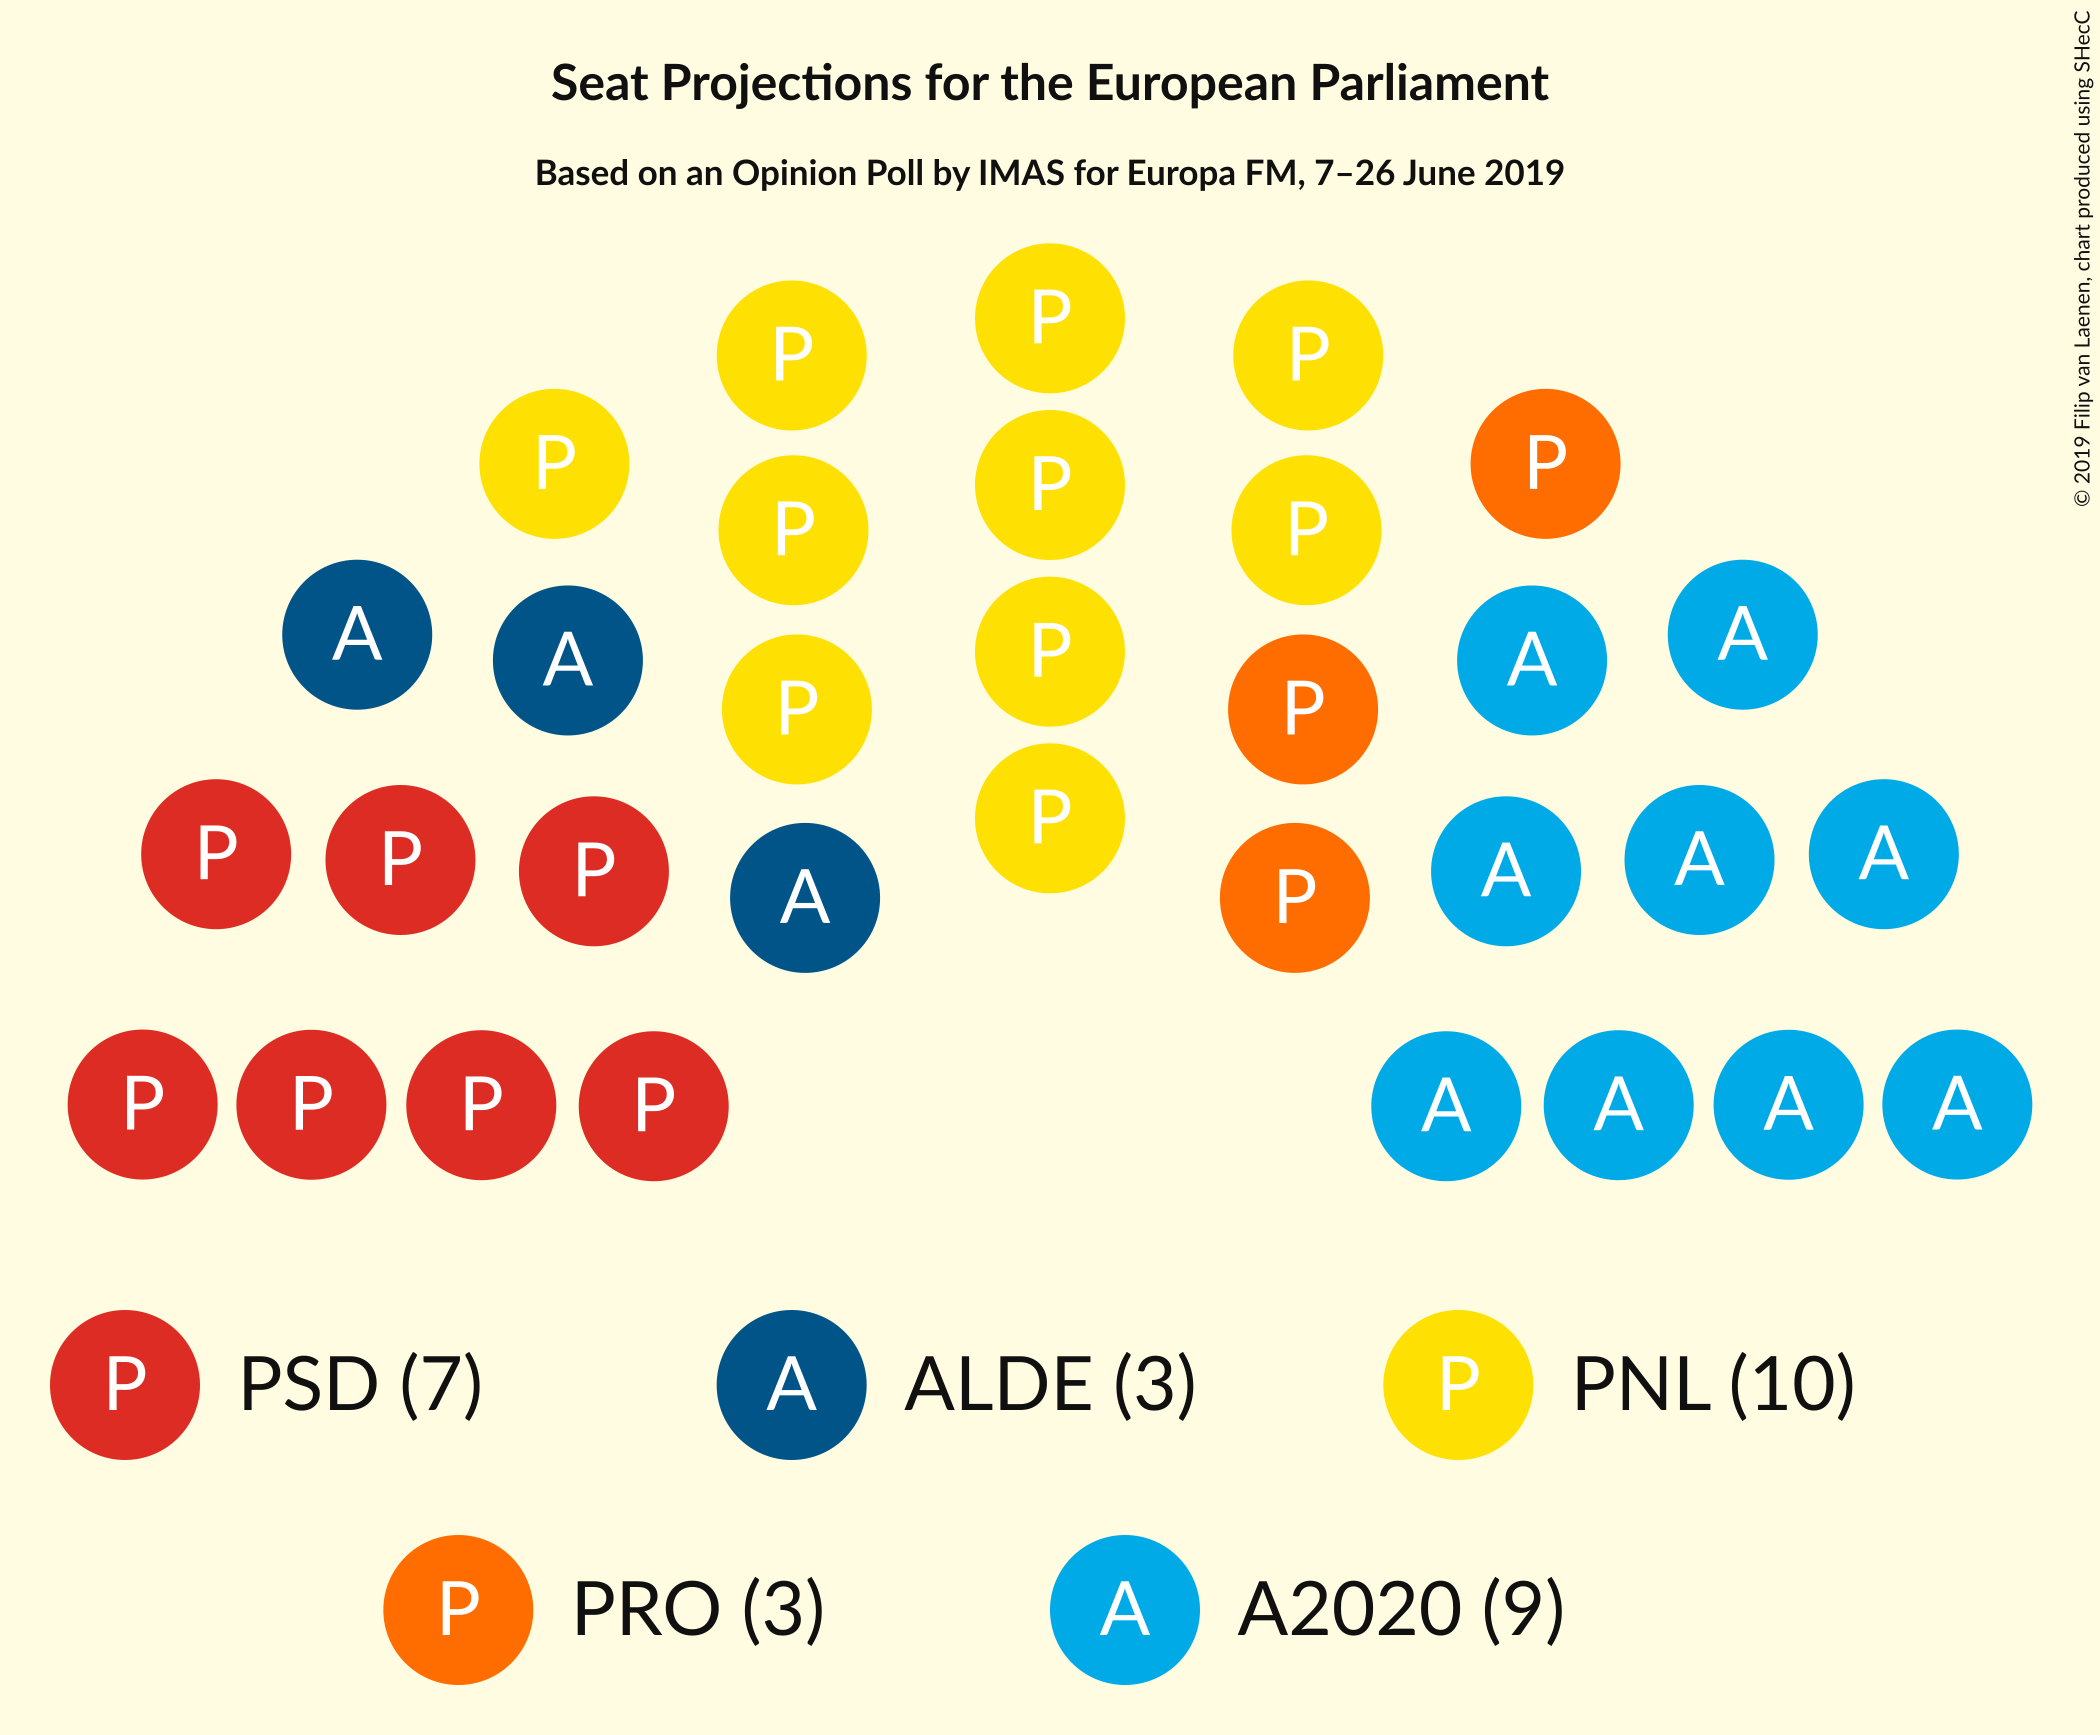 Seat Projections for the European Parliament
Based on an Opinion Poll by IMAS for Europa FM, 7–26 June 2019
© 2019 Filip van Laenen, chart produced using SHecC
P
P P
P P
P
P P
A A
A A
P
P P
P P
A A
P P P
A A A
P
A P
P P P P
A A A A
P PSD (7) A ALDE (3) P PNL (10)
P PRO (3) A A2020 (9)